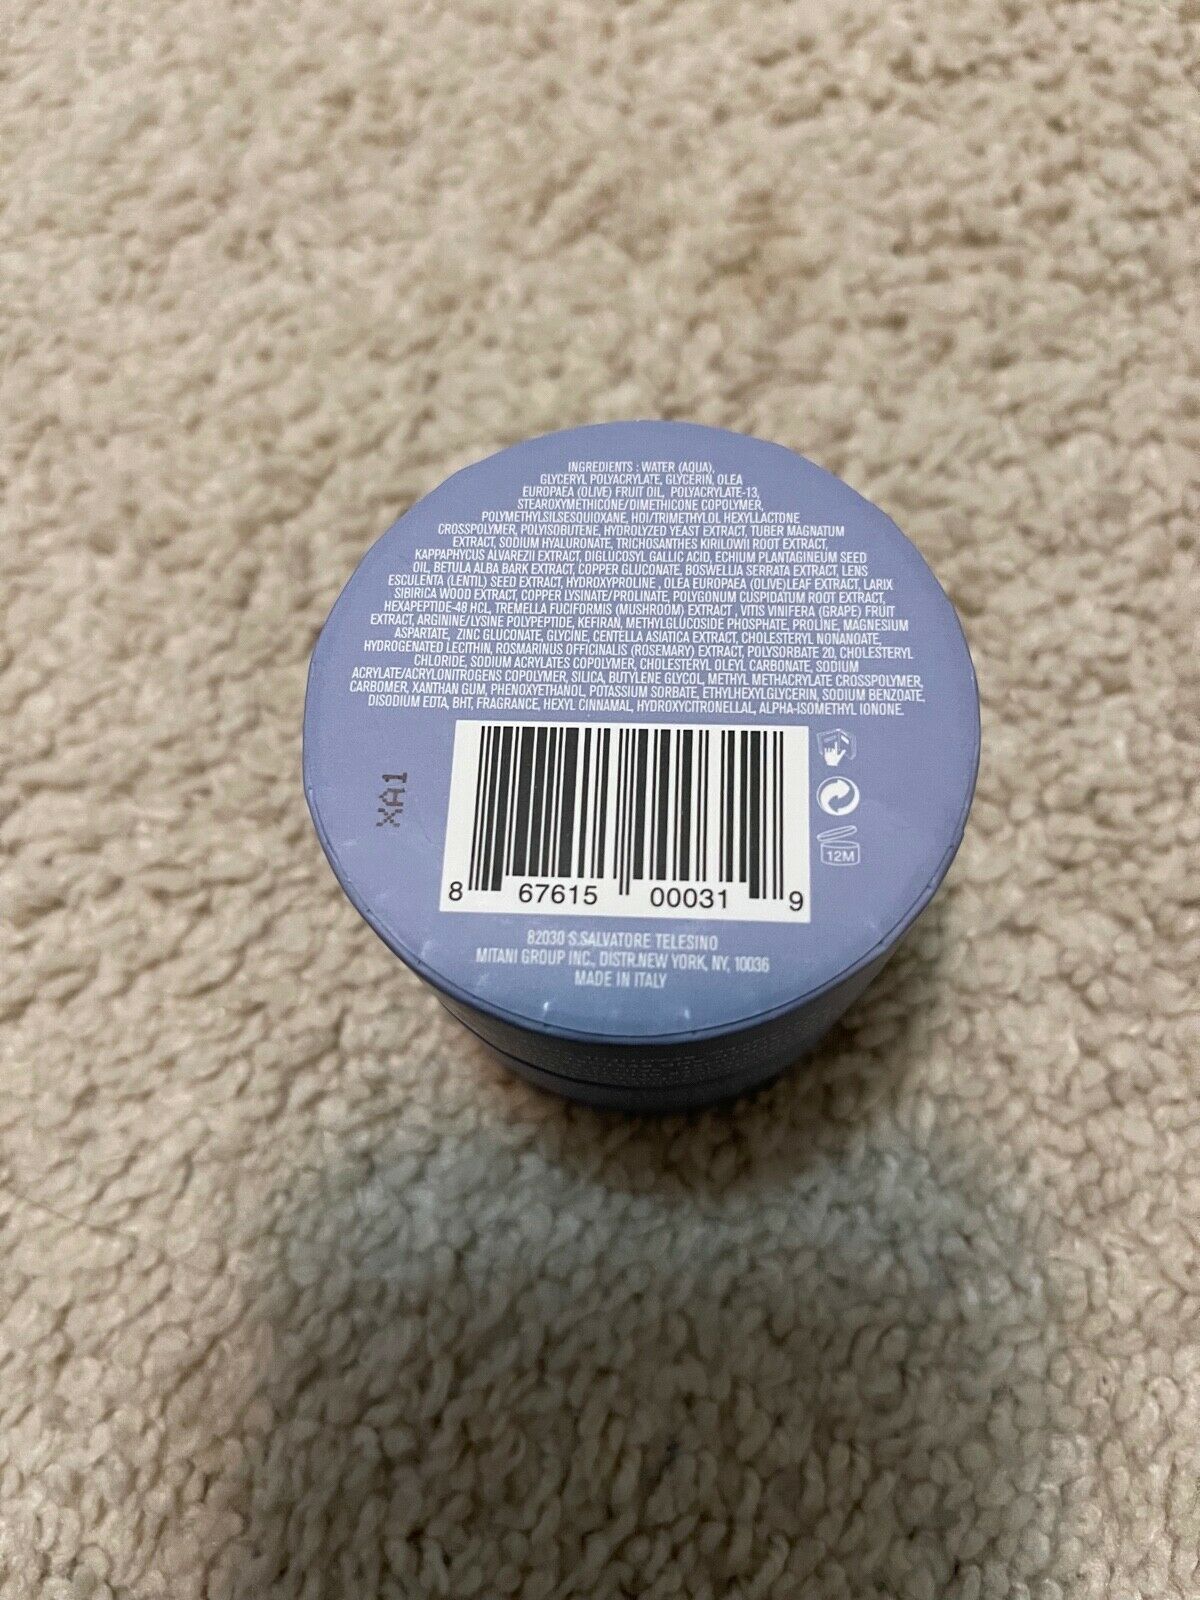 INGREDIENTS : WATER (AQUA),
GLYCERYL POLYACRYLATE, GLYCERIN, OLEA
EUROPAEA (OLIVE) FRUIT OIL, POLYACRYLATE-13,
STEAROXYMETHICONE/DIMETHICONE COPOLYMER,
POLYMETHYLSILSESQUIOXANE, HDI/TRIMETHYLOL HEXYLLACTONE
CROSSPOLYMER, POLYISOBUTENE, HYDROLYZED YEAST EXTRACT, TUBER MAGNATUM
EXTRACT, SODIUM HYALURONATE, TRICHOSANTHES KIRILOWII ROOT EXTRACT,
KAPPAPHYCUS ALVAREZII EXTRACT, DIGLUCOSYL GALLIC ACID, ECHIUM PLANTAGINEUM SEED
OIL, BETULA ALBA BARK EXTRACT, COPPER GLUCONATE, BOSWELLIA SERRATA EXTRACT, LENS
ESCULENTA (LENTIL) SEED EXTRACT, HYDROXYPROLINE , OLEA EUROPAEA (OLIVE)LEAF EXTRACT, LARIX
SIBIRICA WOOD EXTRACT, COPPER LYSINATE/PROLINATE, POLYGONUM CUSPIDATUM ROOT EXTRACT,
HEXAPEPTIDE-48 HCL, TREMELLA FUCIFORMIS (MUSHROOM) EXTRACT , VITIS VINIFERA (GRAPE) FRUIT
EXTRACT, ARGININE/LYSINE POLYPEPTIDE, KEFIRAN, METHYLGLUCOSIDE PHOSPHATE, PROLINE, MAGNESIUM
ASPARTATE, ZINC GLUCONATE, GLYCINE, CENTELLA ASIATICA EXTRACT, CHOLESTERYL NONANOATE,
HYDROGENATED LECITHIN, ROSMARINUS OFFICINALIS (ROSEMARY) EXTRACT, POLYSORBATE 20, CHOLESTERYL
CHLORIDE, SODIUM ACRYLATES COPOLYMER, CHOLESTERYL OLEYL CARBONATE, SODIUM
ACRYLATE/ACRYLONITROGENS COPOLYMER, SILICA, BUTYLENE GLYCOL, METHYL METHACRYLATE CROSSPOLYMER,
CARBOMER, XANTHAN GUM, PHENOXYETHANOL, POTASSIUM SORBATE, ETHYLHEXYLGLYCERIN, SODIUM BENZOATE,
DISODIUM EDTA, BHT, FRAGRANCE, HEXYL CINNAMAL, HYDROXYCITRONELLAL, ALPHA-ISOMETHYL IONONE.
XA1
12M
8 67615 00031 9
82030 S.SALVATORE TELESINO
MITANI GROUP INC., DISTR.NEW YORK, NY, 10036
MADE IN ITALY